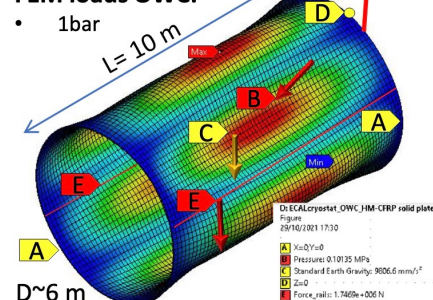 FEM loads OWCP
• 1bar
L= 10 m
D
Max
B
C
A
Min
E
E
A
D~6 m
D: ECALcryostat_OWC_HM-CFRP solid plate
Figure
29/10/2021 17:30
A X=0;Y=0
B Pressure: 0.10135 MPa
C Standard Earth Gravity: 9806.6 mm/s²
D Z=0
E Force_rails: 1.7469e+006 N